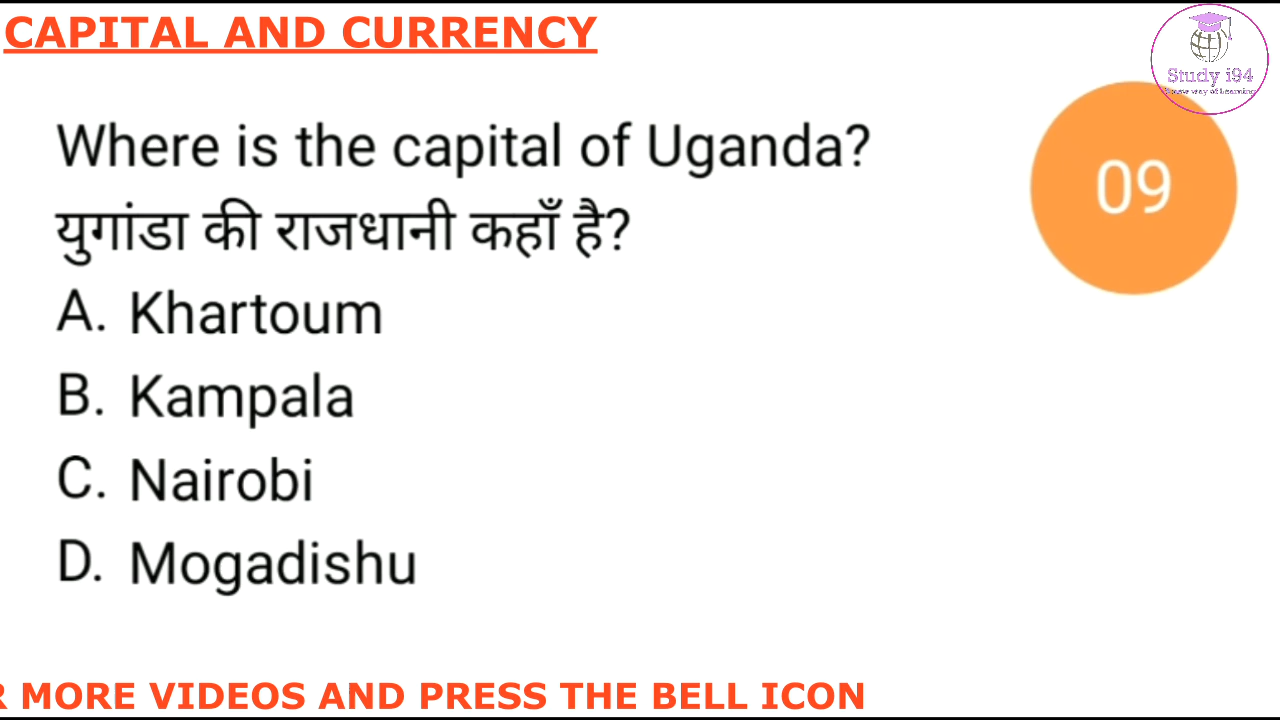 CAPITAL AND CURRENCY
Study i94
Where is the capital of Uganda?
09
युगांडा की राजधानी कहाँ है?
A. Khartoum
B. Kampala
C. Nairobi
D. Mogadishu
MORE VIDEOS AND PRESS THE BELL ICON